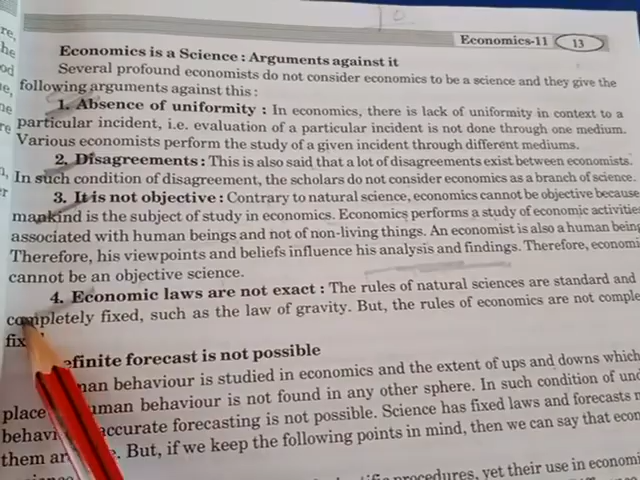 Economics-11 13
Economics is a Science : Arguments against it
Several profound economists do not consider economics to be a science and they give the
following arguments against this :
1. Absence of uniformity : In economics, there is lack of uniformity in context to a
particular incident, i.e. evaluation of a particular incident is not done through one medium.
Various economists perform the study of a given incident through different mediums.
2. Disagreements : This is also said that a lot of disagreements exist between economists.
In such condition of disagreement, the scholars do not consider economics as a branch of science.
3. It is not objective : Contrary to natural science, economics cannot be objective because
mankind is the subject of study in economics. Economics performs a study of economic activitie
associated with human beings and not of non-living things. An economist is also a human being
Therefore, his viewpoints and beliefs influence his analysis and findings. Therefore, economi
cannot be an objective science.
4. Economic laws are not exact : The rules of natural sciences are standard and
completely fixed, such as the law of gravity. But, the rules of economics are not comple
fix
efinite forecast is not possible
man behaviour is studied in economics and the extent of ups and downs which
place uman behaviour is not found in any other sphere. In such condition of un
behavi accurate forecasting is not possible. Science has fixed laws and forecasts
them ar . But, if we keep the following points in mind, then we can say that econ
procedures, yet their use in economi